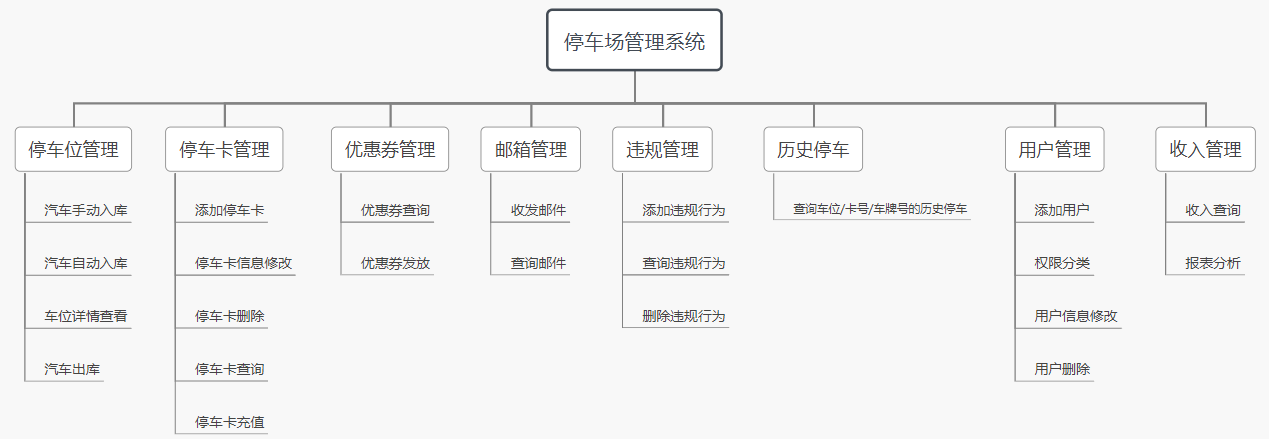 停车场管理系统
停车位管理
汽车手动入库
汽车自动入库
车位详情查看
汽车出库
停车卡管理
添加停车卡
停车卡信息修改
停车卡删除
停车卡查询
停车卡充值
优惠券管理
优惠券查询
优惠券发放
邮箱管理
收发邮件
查询邮件
违规管理
添加违规行为
查询违规行为
删除违规行为
历史停车
查询车位/卡号/车牌号的历史停车
用户管理
添加用户
权限分类
用户信息修改
用户删除
收入管理
收入查询
报表分析